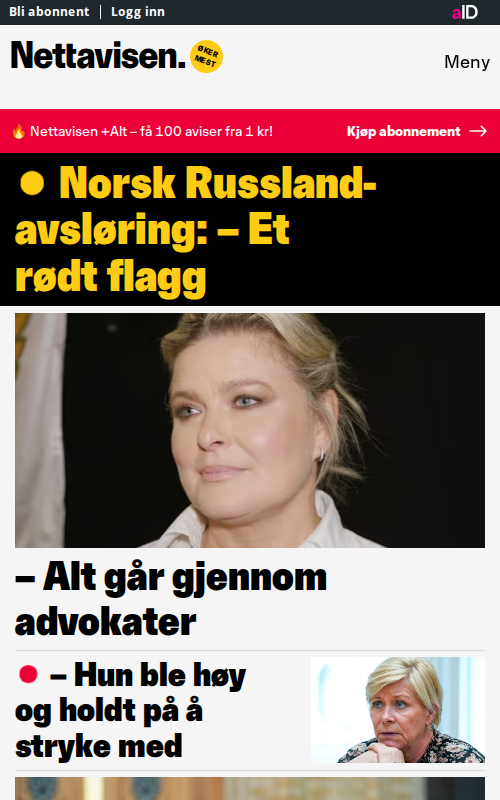 Bli abonnent | Logg inn
aID
Nettavisen.
ØKER
MEST
Meny
🔥 Nettavisen +Alt – få 100 aviser fra 1 kr!
Kjøp abonnement →
Norsk Russland-
avsløring: – Et
rødt flagg
– Alt går gjennom
advokater
– Hun ble høy
og holdt på å
stryke med